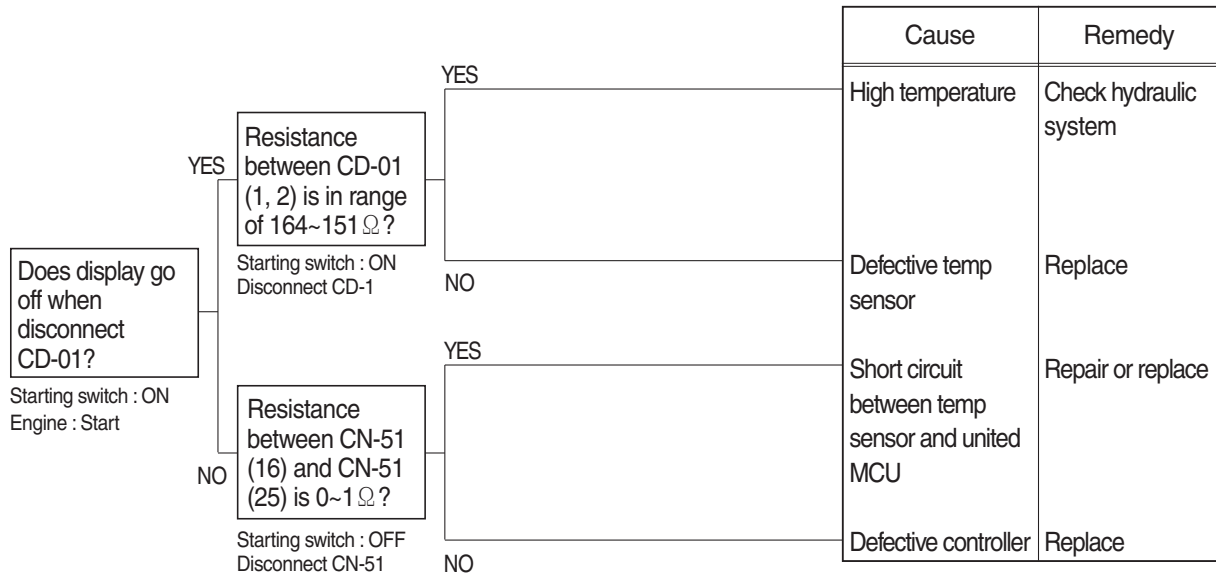 Cause
Remedy
YES
High temperature
Check hydraulic
system
YES
Resistance
between CD-01
(1, 2) is in range
of 164~151Ω?
Starting switch : ON
Disconnect CD-1
NO
Defective temp
sensor
Replace
Does display go
off when
disconnect
CD-01?
Starting switch : ON
Engine : Start
YES
Short circuit
between temp
sensor and united
MCU
Repair or replace
NO
Resistance
between CN-51
(16) and CN-51
(25) is 0~1Ω?
Starting switch : OFF
Disconnect CN-51
NO
Defective controller
Replace